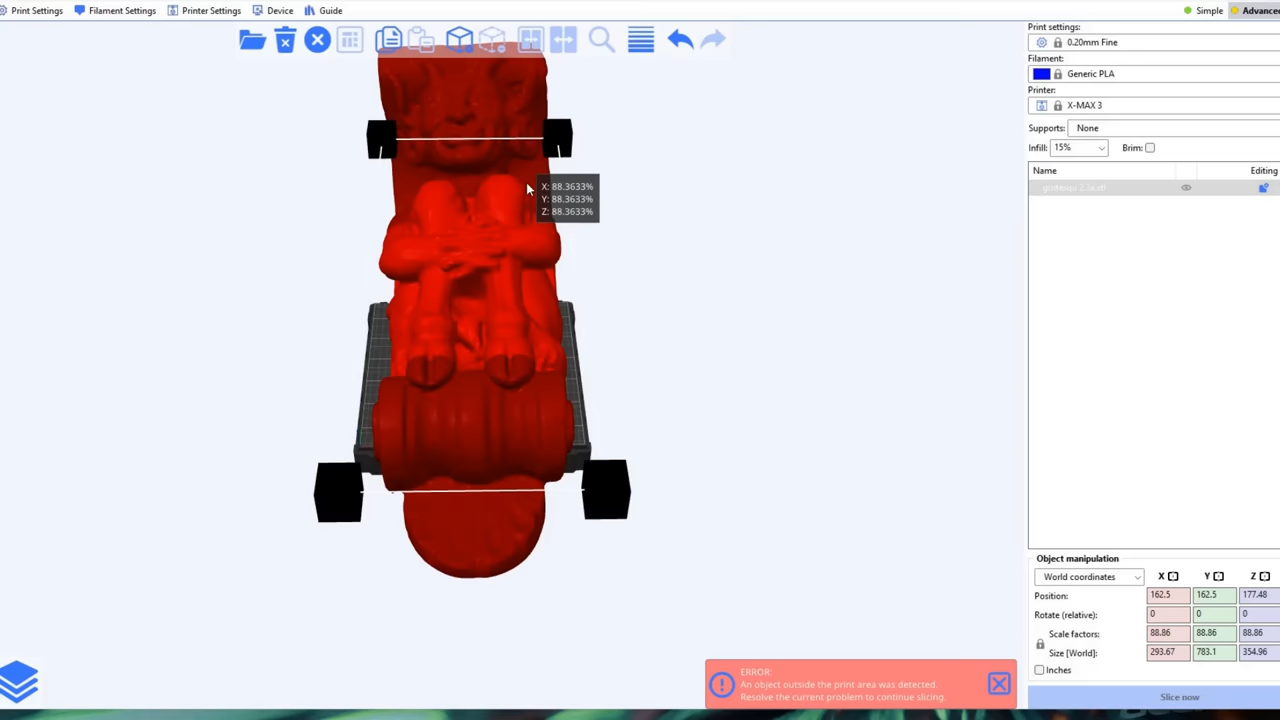 Print Settings Filament Settings Printer Settings Device Guide Simple Advanced
Print settings:
0.20mm Fine
Filament:
Generic PLA
Printer:
X-MAX 3
Supports: None
Infill: 15% Brim:
Name Editing
X: 88.3633%
Y: 88.3633%
Z: 88.3633%
Object manipulation
World coordinates X Y Z
Position: 162.5 162.5 177.48
Rotate (relative): 0 0 0
Scale factors: 88.86 88.86 88.86
Size [World]: 293.67 783.1 354.96
Inches
Slice now
ERROR:
An object outside the print area was detected.
Resolve the current problem to continue slicing.